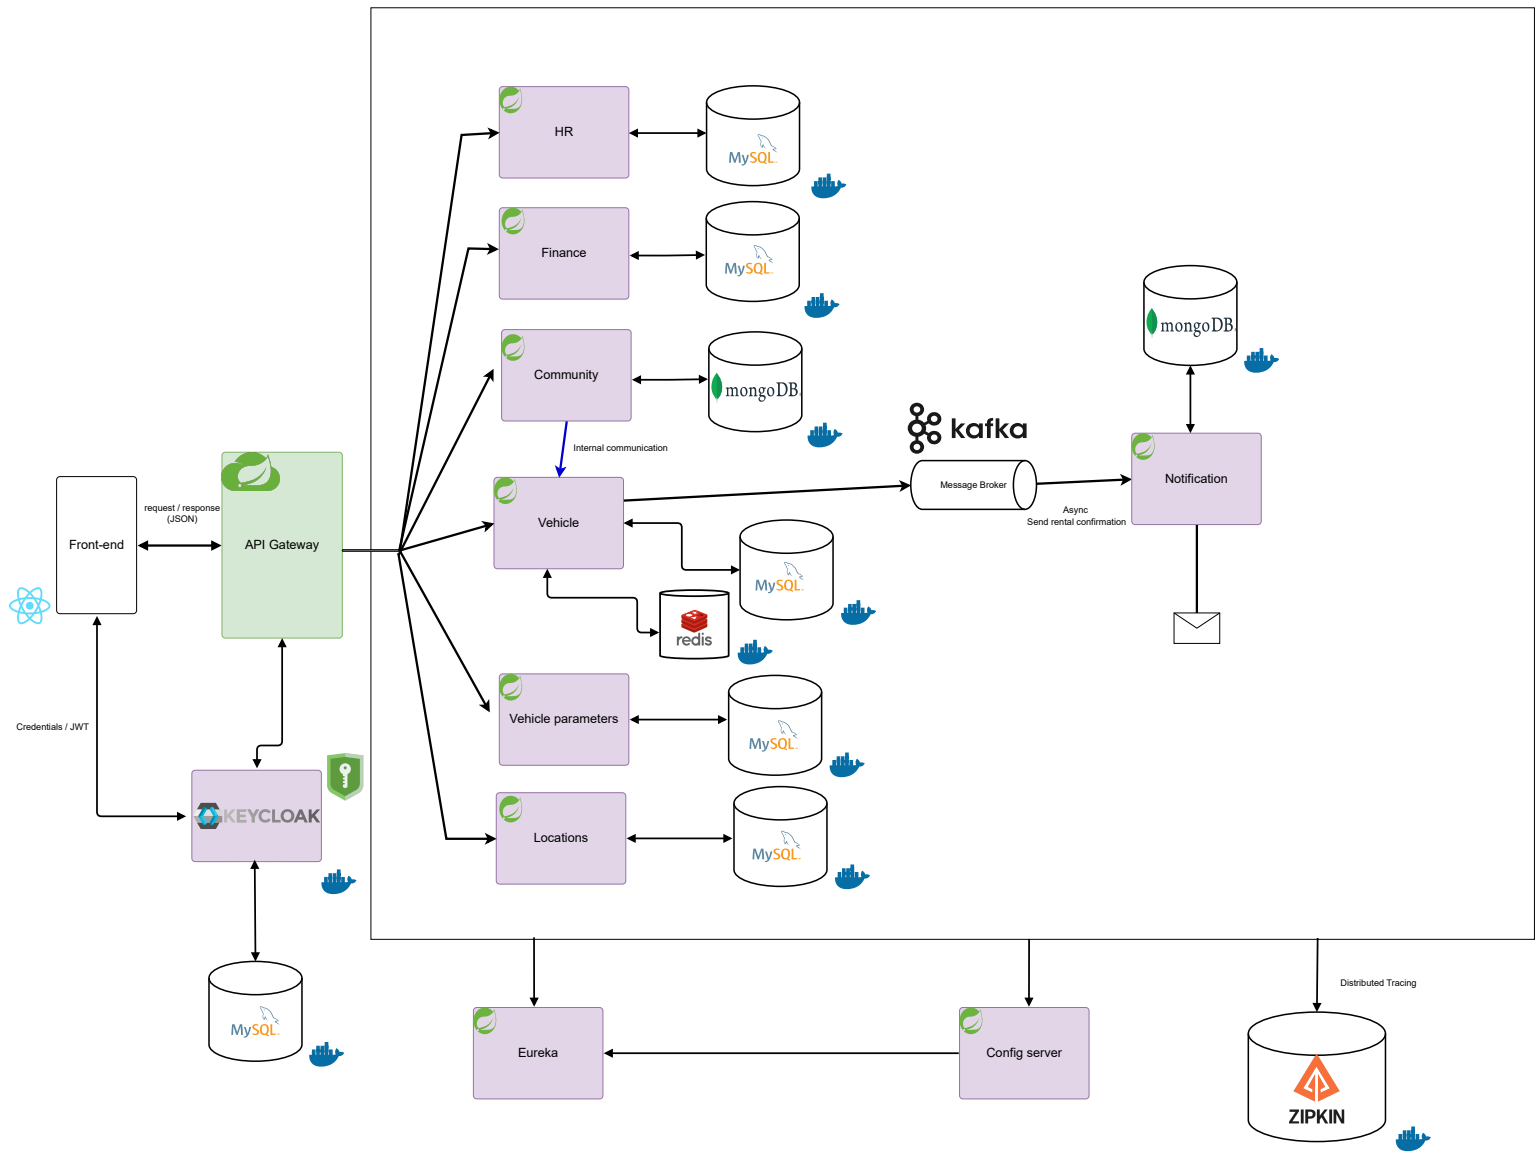 HR
MySQL
Finance
MySQL
mongoDB
Community
mongoDB
Internal communication
kafka
Front-end
request / response
(JSON)
API Gateway
Vehicle
Message Broker
Async
Send rental confirmation
Notification
MySQL
redis
Vehicle parameters
MySQL
Credentials / JWT
KEYCLOAK
Locations
MySQL
MySQL
Eureka
Config server
Distributed Tracing
ZIPKIN